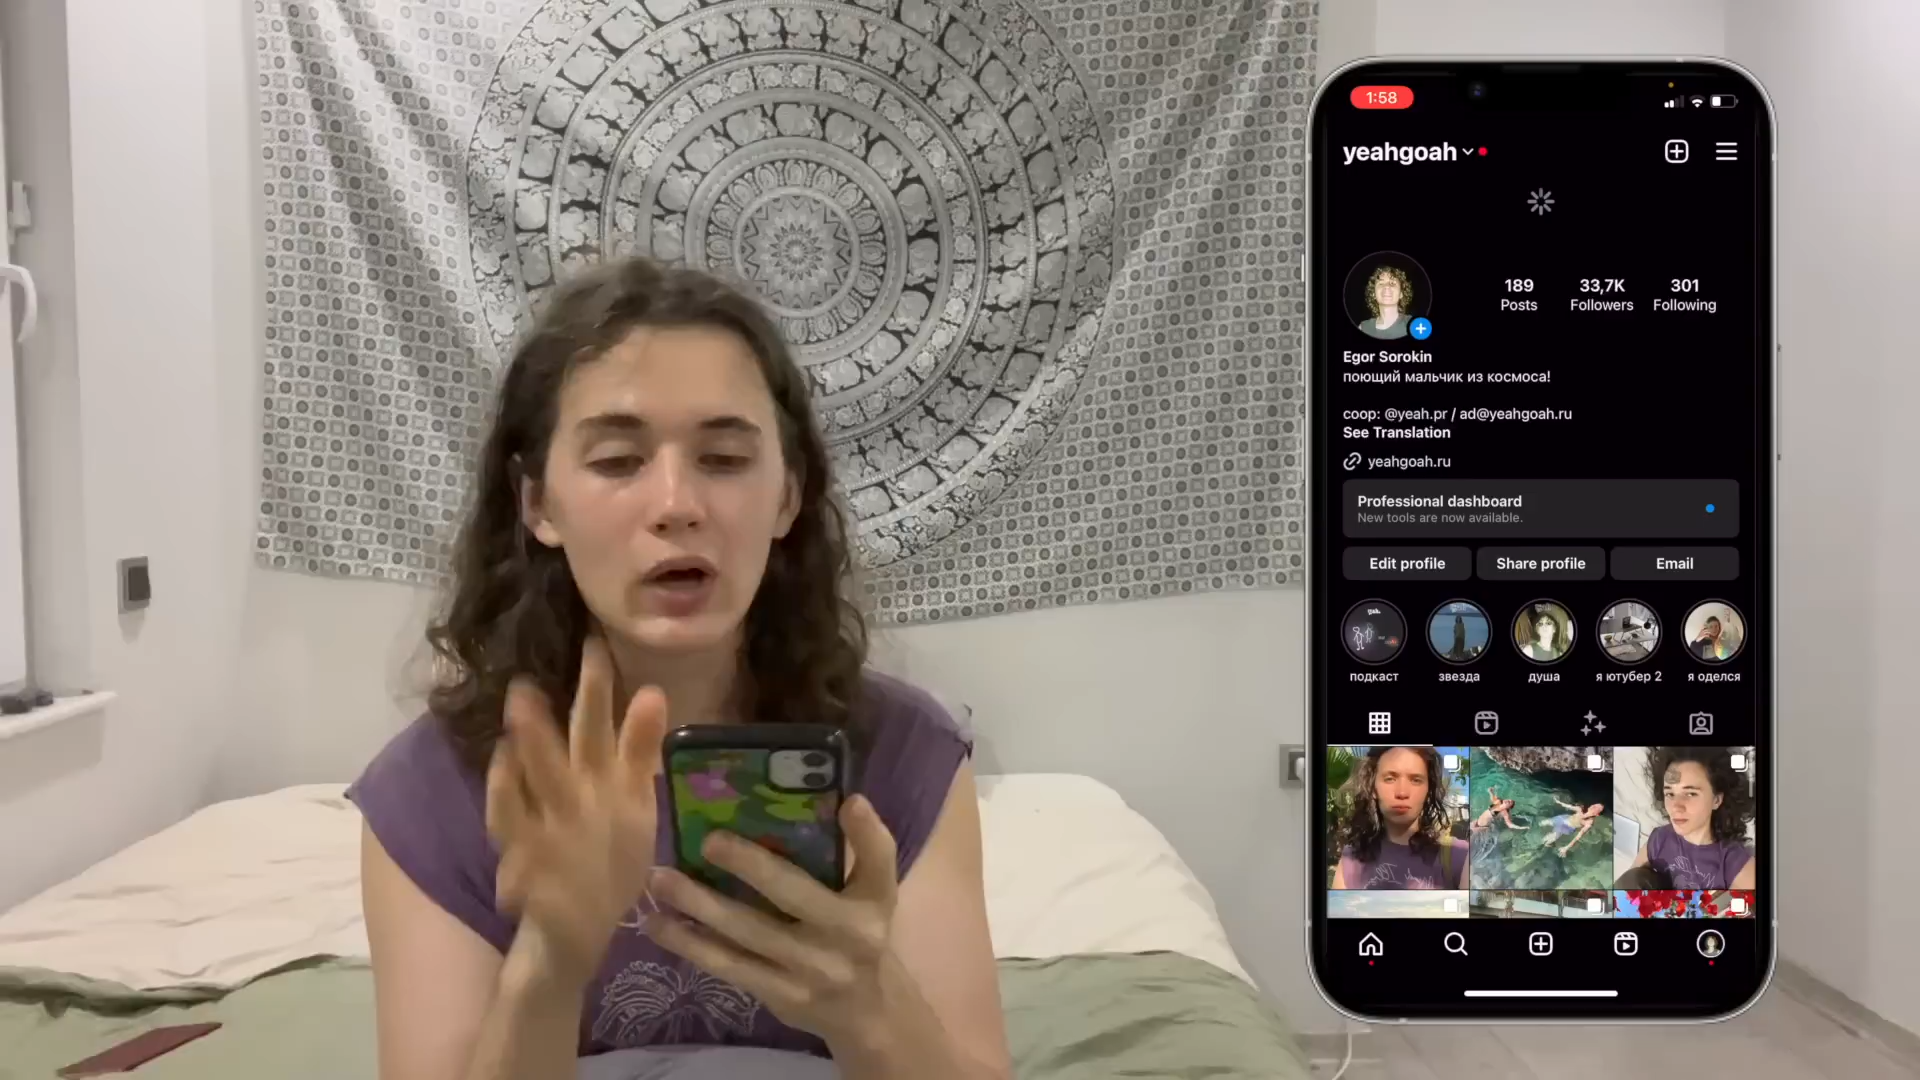 1:58
yeahgoah
189 33,7K 301
Posts Followers Following
Egor Sorokin
поющий мальчик из космоса!
coop: @yeah.pr / ad@yeahgoah.ru
See Translation
yeahgoah.ru
Professional dashboard
New tools are now available.
Edit profile Share profile Email
подкаст звезда душа я ютубер 2 я оделся